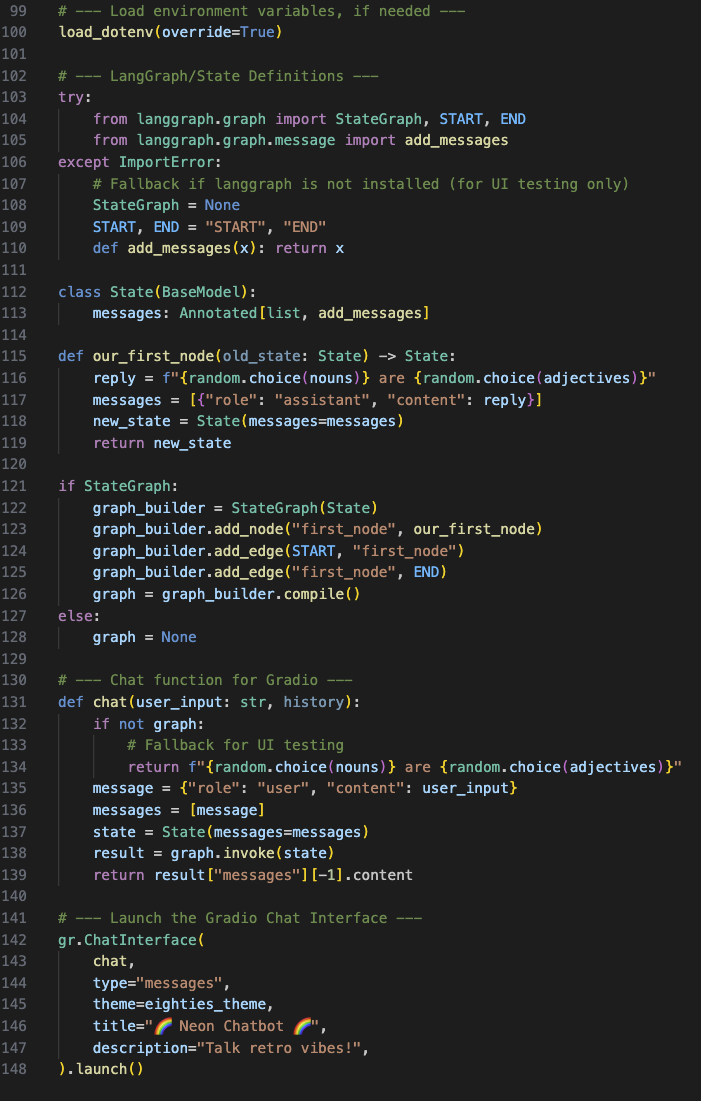 99 # --- Load environment variables, if needed ---
100 load_dotenv(override=True)
101
102 # --- LangGraph/State Definitions ---
103 try:
104     from langgraph.graph import StateGraph, START, END
105     from langgraph.graph.message import add_messages
106 except ImportError:
107     # Fallback if langgraph is not installed (for UI testing only)
108     StateGraph = None
109     START, END = "START", "END"
110     def add_messages(x): return x
111
112 class State(BaseModel):
113     messages: Annotated[list, add_messages]
114
115 def our_first_node(old_state: State) -> State:
116     reply = f"{random.choice(nouns)} are {random.choice(adjectives)}"
117     messages = [{"role": "assistant", "content": reply}]
118     new_state = State(messages=messages)
119     return new_state
120
121 if StateGraph:
122     graph_builder = StateGraph(State)
123     graph_builder.add_node("first_node", our_first_node)
124     graph_builder.add_edge(START, "first_node")
125     graph_builder.add_edge("first_node", END)
126     graph = graph_builder.compile()
127 else:
128     graph = None
129
130 # --- Chat function for Gradio ---
131 def chat(user_input: str, history):
132     if not graph:
133         # Fallback for UI testing
134         return f"{random.choice(nouns)} are {random.choice(adjectives)}"
135     message = {"role": "user", "content": user_input}
136     messages = [message]
137     state = State(messages=messages)
138     result = graph.invoke(state)
139     return result["messages"][-1].content
140
141 # --- Launch the Gradio Chat Interface ---
142 gr.ChatInterface(
143     chat,
144     type="messages",
145     theme=eighties_theme,
146     title="🌈 Neon Chatbot 🌈",
147     description="Talk retro vibes!",
148 ).launch()